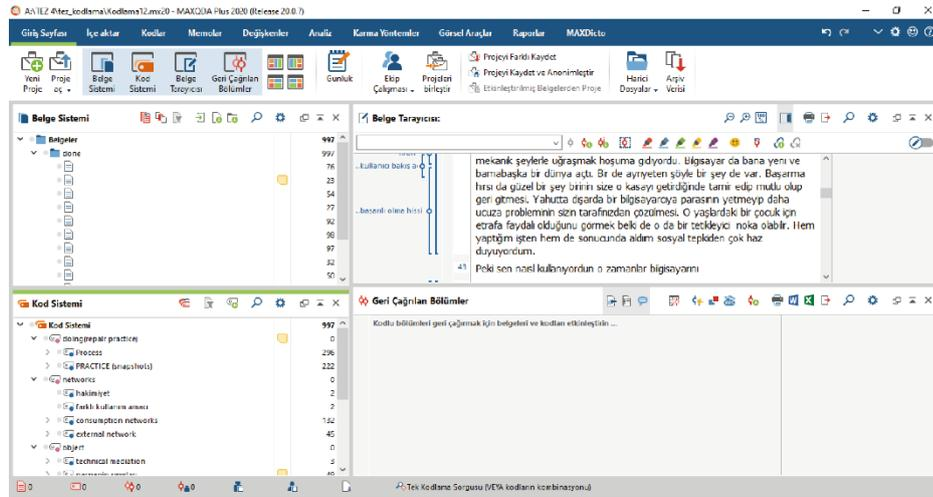 A:\TEZ 4\tez_kodlama\Kodlama12.mx20 - MAXQDA Plus 2020 (Release 20.0.7)
Giriş Sayfası İçe aktar Kodlar Memolar Değişkenler Analiz Karma Yöntemler Görsel Araçlar Raporlar MAXDicto
Yeni Proje
Proje aç
Belge Sistemi
Kod Sistemi
Belge Tarayıcısı
Geri Çağrılan Bölümler
Günluk
Ekip Çalışması
Projeleri birleştir
Projeyi Farklı Kaydet
Projeyi Kaydet ve Anonimleştir
Etkinleştirilmiş Belgelerden Proje
Harici Dosyalar
Arşiv Verisi
Belge Sistemi
Belgeler 997
done 997
76
23
54
27
92
98
97
32
50
Belge Tarayıcısı:
..kullanıcı bakış a
..başarılı olma hissi
mekanik şeylerle uğraşmak hoşuma gidiyordu. Bilgisayar da bana yeni ve
bambaşka bir dünya açtı. Bir de ayrıyeten şöyle bir şey de var. Başarma
hırsı da güzel bir şey birinin size o kasayı getirdiğinde tamir edip mutlu olup
geri gitmesi. Yahutta dışarda bir bilgisayarcıya parasının yetmeyip daha
ucuza probleminin sizin tarafınızdan çözülmesi. O yaşlardaki bir çocuk için
etrafa faydalı olduğunu görmek belki de o da bir tetikleyici noka olabilr. Hem
yaptığım işten hem de sonucunda aldım sosyal tepkiden çok haz
duyuyordum.
43 Peki sen naısl kullanıyordun o zamanlar bilgisayarını
Kod Sistemi
Kod Sistemi 997
doing(repair practice) 0
Process 296
PRACTICE (snapshots) 222
networks 0
hakimiyet 2
farklı kullanım amacı 2
consumption networks 132
external network 45
object 0
technical mediation 3
Geri Çağrılan Bölümler
Kodlu bölümleri geri çağırmak için belgeleri ve kodları etkinleştirin ...
0 0 0 0 Tek Kodlama Sorgusu (VEYA kodların kombinasyonu)